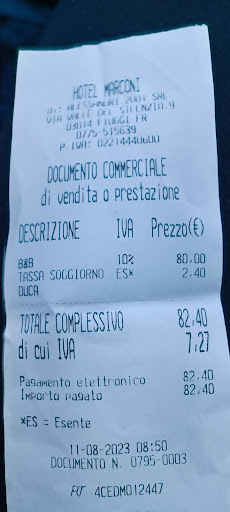 HOTEL MARCONI
di: ALESSANDRI 2001 SRL
VIA VALLE DEL SILENZIO,9
03014 FIUGGI FR
0775-515639
P.IVA: 02214440600
DOCUMENTO COMMERCIALE
di vendita o prestazione
DESCRIZIONE IVA Prezzo(€)
B&B 10% 80,00
TASSA SOGGIORNO ES* 2,40
DUCA
TOTALE COMPLESSIVO 82,40
di cui IVA 7,27
Pagamento elettronico 82,40
Importo pagato 82,40
*ES = Esente
11-08-2023 08:50
DOCUMENTO N. 0795-0003
RT 4CEDM012447